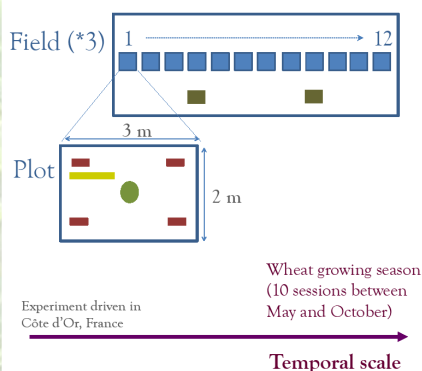 Field (*3)
1 12
3 m
Plot
2 m
Wheat growing season
(10 sessions between
May and October)
Experiment driven in
Côte d'Or, France
Temporal scale